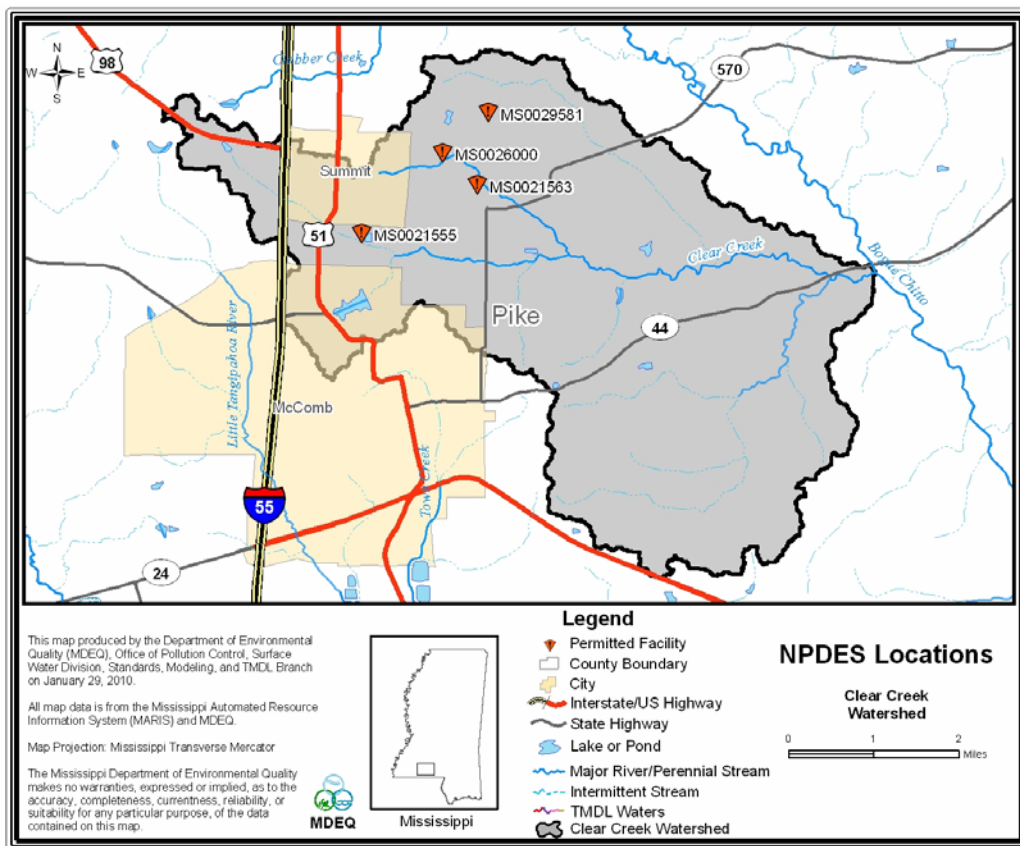 N
W E
S
98
Gubber Creek
570
MS0029581
MS0026000
Summit
MS0021563
51
MS0021555
Clear Creek
Bogue Chitto
Pike
44
Little Tangipahoa River
McComb
Town Creek
55
24
This map produced by the Department of Environmental
Quality (MDEQ), Office of Pollution Control, Surface
Water Division, Standards, Modeling, and TMDL Branch
on January 29, 2010.
All map data is from the Mississippi Automated Resource
Information System (MARIS) and MDEQ.
Map Projection: Mississippi Transverse Mercator
The Mississippi Department of Environmental Quality
makes no warranties, expressed or implied, as to the
accuracy, completeness, currentness, reliability, or
suitability for any particular purpose, of the data
contained on this map.
MDEQ
Mississippi
Legend
Permitted Facility
County Boundary
City
Interstate/US Highway
State Highway
Lake or Pond
Major River/Perennial Stream
Intermittent Stream
TMDL Waters
Clear Creek Watershed
NPDES Locations
Clear Creek
Watershed
0 1 2
Miles